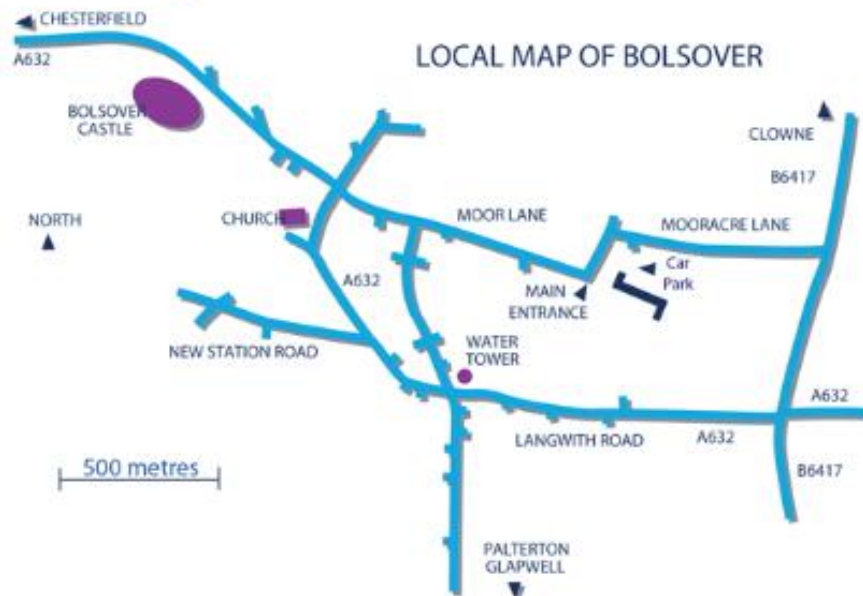 CHESTERFIELD
A632
LOCAL MAP OF BOLSOVER
BOLSOVER
CASTLE
CLOWNE
B6417
NORTH
CHURCH
MOOR LANE
MOORACRE LANE
A632
MAIN
ENTRANCE
Car
Park
NEW STATION ROAD
WATER
TOWER
A632
LANGWITH ROAD
A632
B6417
500 metres
PALTERTON
GLAPWELL